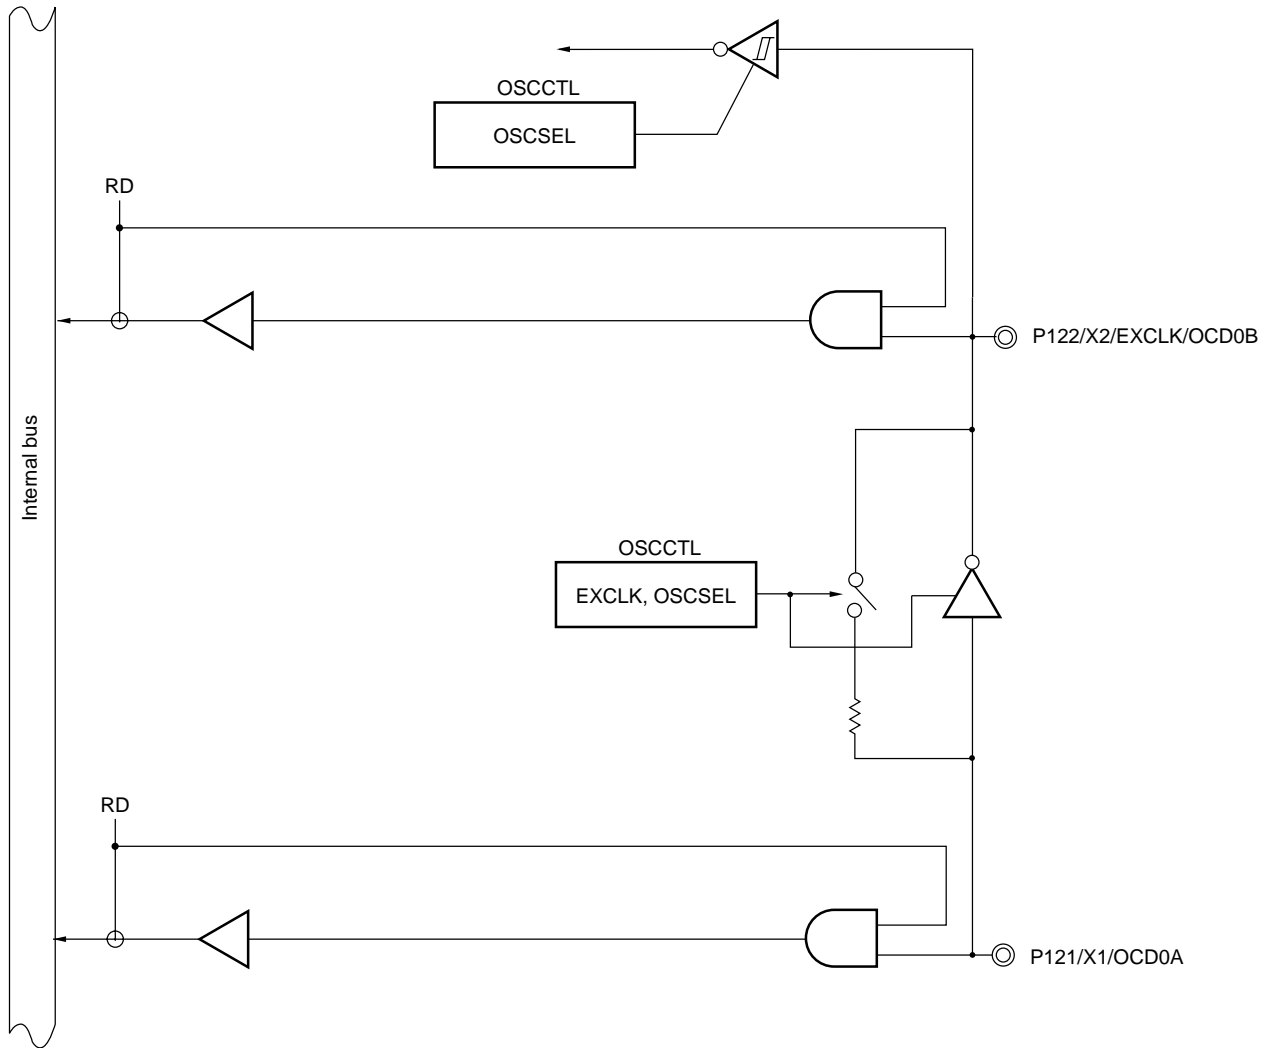 OSCCTL
OSCSEL
RD
P122/X2/EXCLK/OCD0B
Internal bus
OSCCTL
EXCLK, OSCSEL
RD
P121/X1/OCD0A